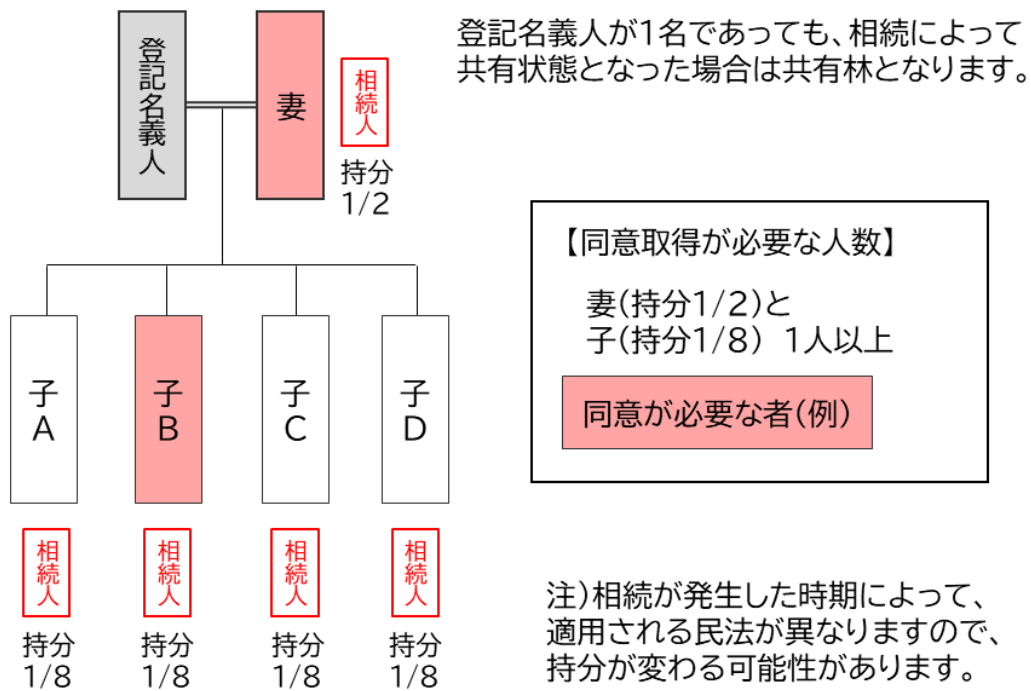 登記名義人
妻
相続人
持分
1/2
登記名義人が1名であっても、相続によって
共有状態となった場合は共有林となります。
【同意取得が必要な人数】
妻(持分1/2)と
子(持分1/8) 1人以上
同意が必要な者(例)
子A
子B
子C
子D
相続人
相続人
相続人
相続人
持分
1/8
持分
1/8
持分
1/8
持分
1/8
注)相続が発生した時期によって、
適用される民法が異なりますので、
持分が変わる可能性があります。